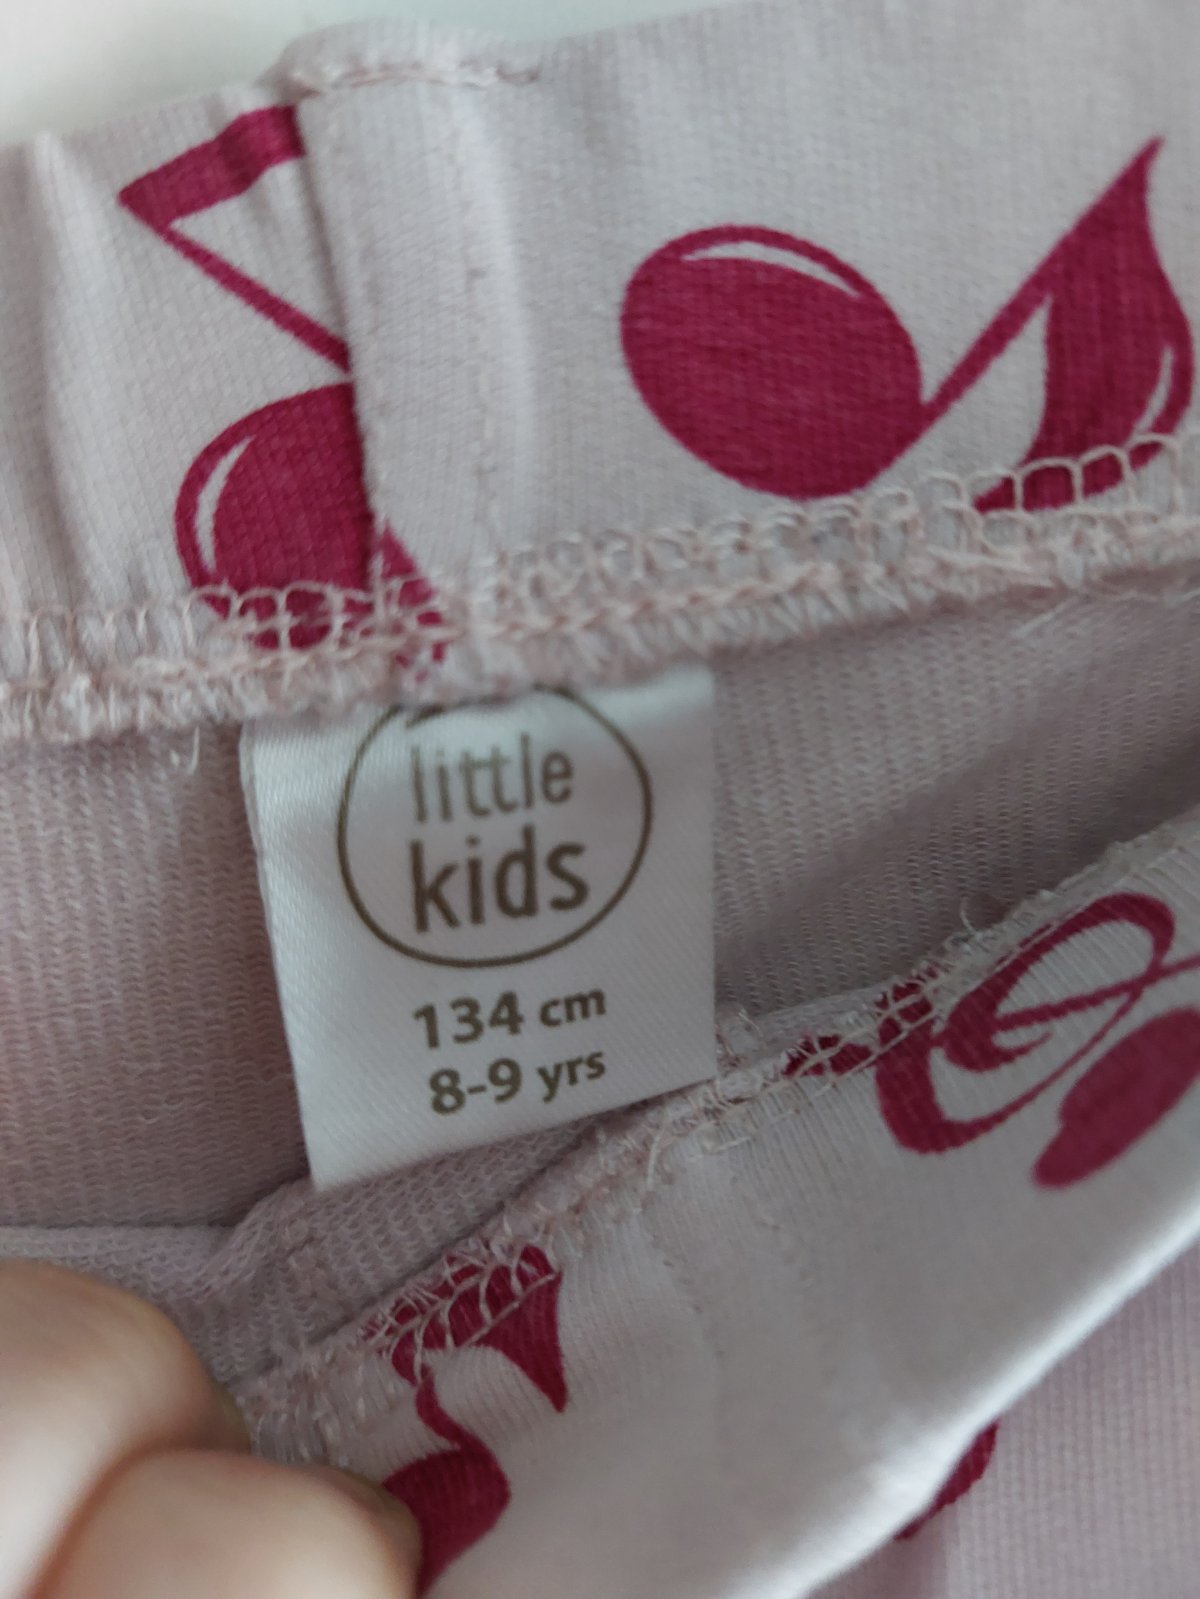 little
kids
134 cm
8-9 yrs